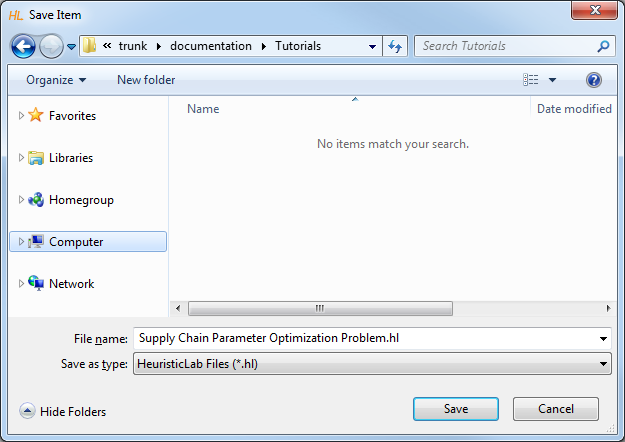 HL Save Item
« trunk documentation Tutorials Search Tutorials
Organize New folder
Name Date modified
No items match your search.
Favorites
Libraries
Homegroup
Computer
Network
File name: Supply Chain Parameter Optimization Problem.hl
Save as type: HeuristicLab Files (*.hl)
Hide Folders Save Cancel